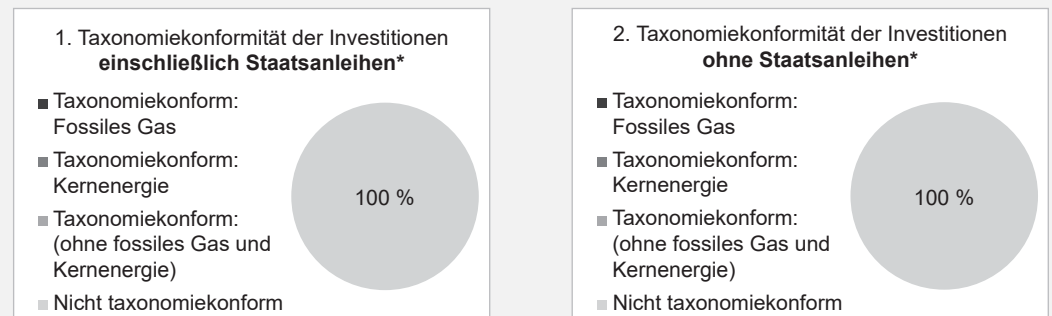 1. Taxonomiekonformität der Investitionen
einschließlich Staatsanleihen*
Taxonomiekonform:
Fossiles Gas
Taxonomiekonform:
Kernenergie
Taxonomiekonform:
(ohne fossiles Gas und
Kernenergie)
Nicht taxonomiekonform
100 %
2. Taxonomiekonformität der Investitionen
ohne Staatsanleihen*
Taxonomiekonform:
Fossiles Gas
Taxonomiekonform:
Kernenergie
Taxonomiekonform:
(ohne fossiles Gas und
Kernenergie)
Nicht taxonomiekonform
100 %